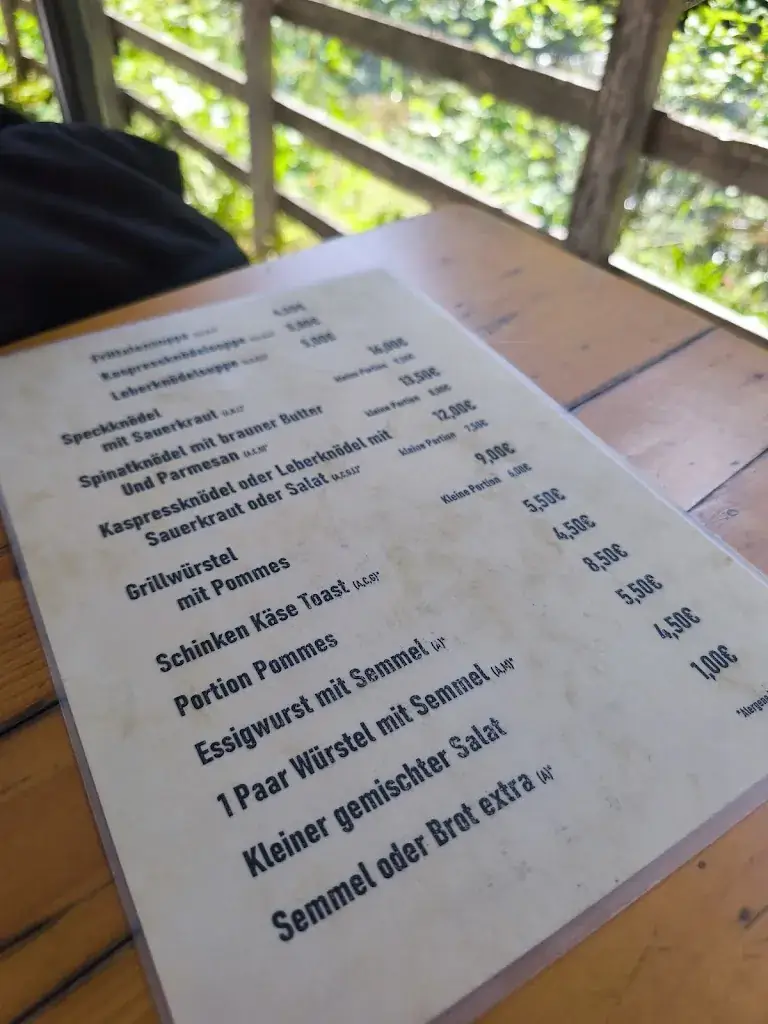 Frittatensuppe
Kaspressknödelsuppe
Leberknödelsuppe 5,00€
Speckknödel 16,00€
mit Sauerkraut kleine Portion
Spinatknödel mit brauner Butter 13,50€
Und Parmesan kleine Portion
Kaspressknödel oder Leberknödel mit 12,00€
Sauerkraut oder Salat kleine Portion 7,50€
Grillwürstel 9,00€
mit Pommes Kleine Portion 6,00€
Schinken Käse Toast (A,C,G)* 5,50€
Portion Pommes 4,50€
Essigwurst mit Semmel (A)* 8,50€
1 Paar Würstel mit Semmel (A,M)* 5,50€
Kleiner gemischter Salat 4,50€
Semmel oder Brot extra (A)* 1,00€